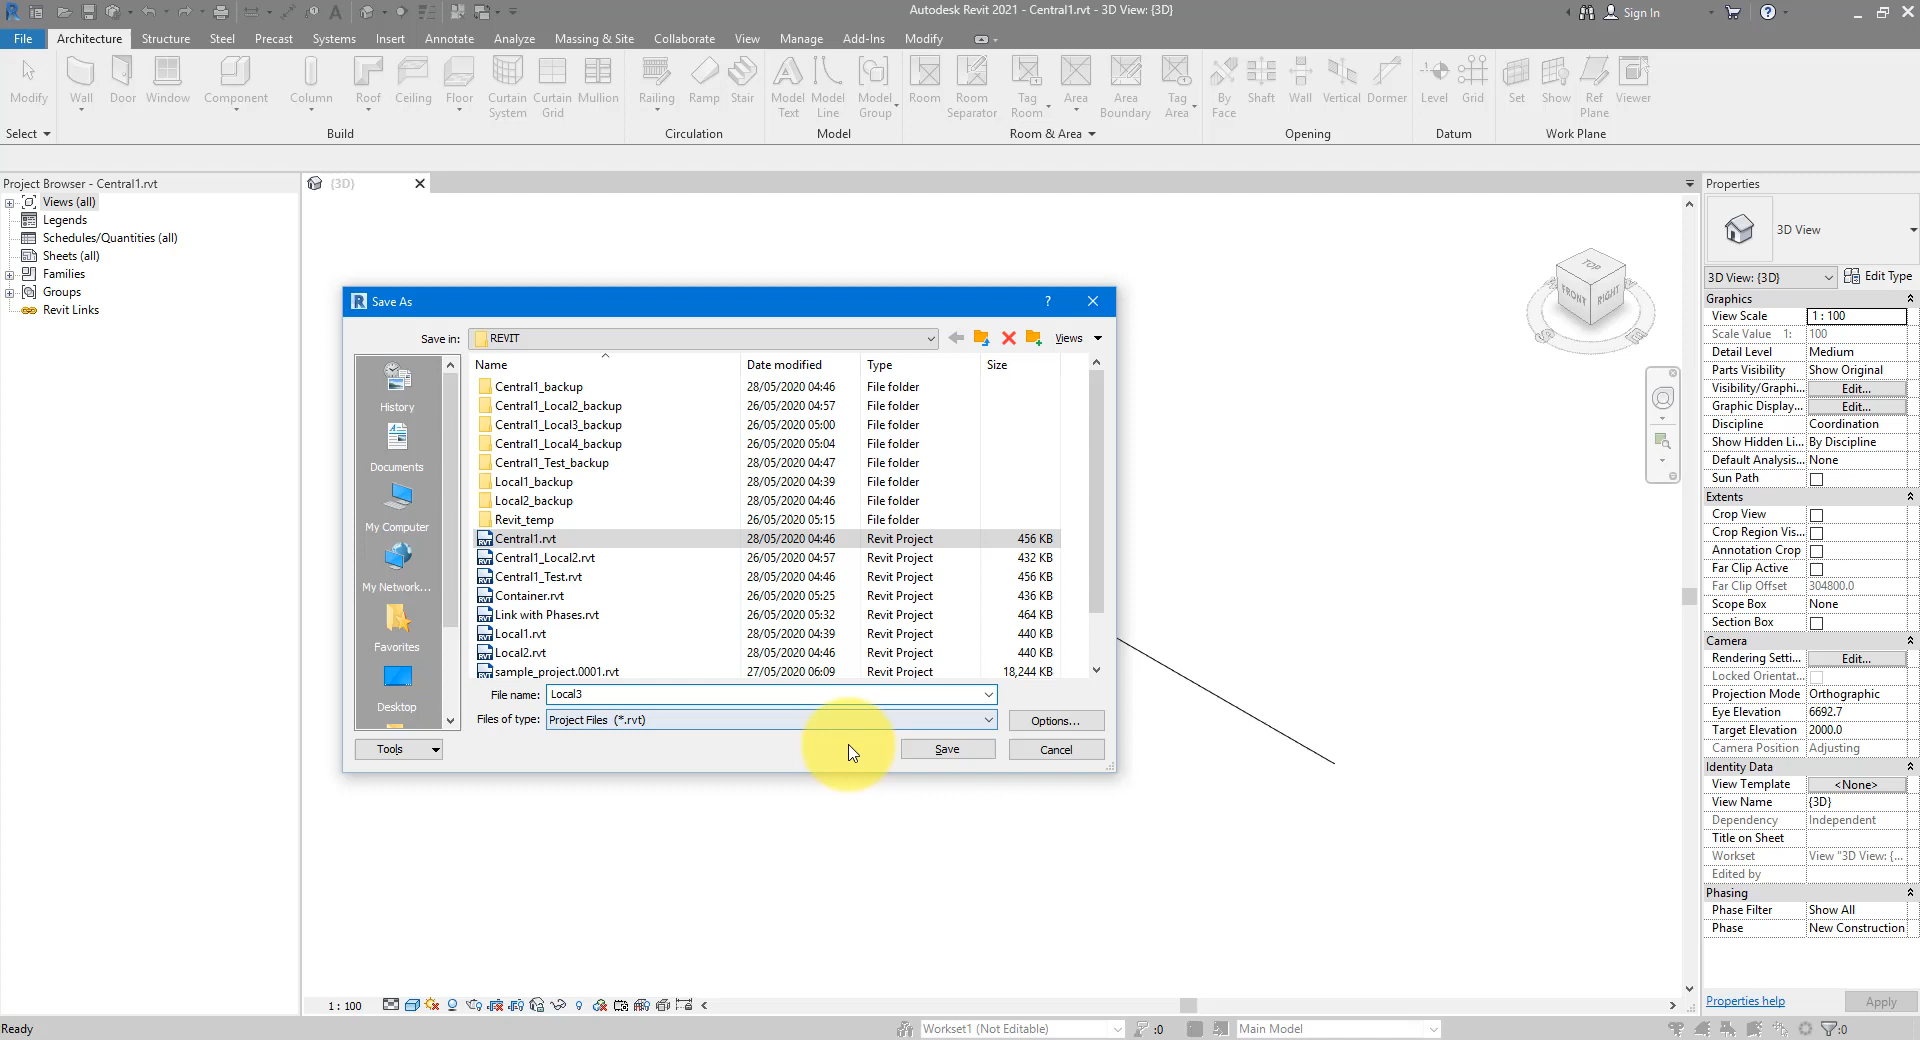 Autodesk Revit 2021 - Central1.rvt - 3D View: {3D}
Sign In
File Architecture Structure Steel Precast Systems Insert Annotate Analyze Massing & Site Collaborate View Manage Add-Ins Modify
Modify Wall Door Window Component Column Roof Ceiling Floor Curtain System Curtain Grid Mullion Railing Ramp Stair Model Text Model Line Model Group Room Room Separator Tag Room Area Area Boundary Tag Area By Face Shaft Wall Vertical Dormer Level Grid Set Show Ref Plane Viewer
Select Build Circulation Model Room & Area Opening Datum Work Plane
Project Browser - Central1.rvt
Views (all)
Legends
Schedules/Quantities (all)
Sheets (all)
Families
Groups
Revit Links
{3D}
Save As
Save in: REVIT Views
History
Documents
My Computer
My Network...
Favorites
Desktop
Name Date modified Type Size
Central1_backup 28/05/2020 04:46 File folder
Central1_Local2_backup 26/05/2020 04:57 File folder
Central1_Local3_backup 26/05/2020 05:00 File folder
Central1_Local4_backup 26/05/2020 05:04 File folder
Central1_Test_backup 28/05/2020 04:47 File folder
Local1_backup 28/05/2020 04:39 File folder
Local2_backup 28/05/2020 04:46 File folder
Revit_temp 26/05/2020 05:15 File folder
Central1.rvt 28/05/2020 04:46 Revit Project 456 KB
Central1_Local2.rvt 26/05/2020 04:57 Revit Project 432 KB
Central1_Test.rvt 28/05/2020 04:46 Revit Project 456 KB
Container.rvt 26/05/2020 05:25 Revit Project 436 KB
Link with Phases.rvt 26/05/2020 05:32 Revit Project 464 KB
Local1.rvt 28/05/2020 04:39 Revit Project 440 KB
Local2.rvt 28/05/2020 04:46 Revit Project 440 KB
sample_project.0001.rvt 27/05/2020 06:09 Revit Project 18,244 KB
File name: Local3
Files of type: Project Files (*.rvt) Options...
Tools Save Cancel
TOP
FRONT RIGHT
Properties
3D View
3D View: {3D} Edit Type
Graphics
View Scale 1 : 100
Scale Value 1: 100
Detail Level Medium
Parts Visibility Show Original
Visibility/Graphi... Edit...
Graphic Display... Edit...
Discipline Coordination
Show Hidden Li... By Discipline
Default Analysis... None
Sun Path
Extents
Crop View
Crop Region Vis...
Annotation Crop
Far Clip Active
Far Clip Offset 304800.0
Scope Box None
Section Box
Camera
Rendering Setti... Edit...
Locked Orientat...
Projection Mode Orthographic
Eye Elevation 6692.7
Target Elevation 2000.0
Camera Position Adjusting
Identity Data
View Template <None>
View Name {3D}
Dependency Independent
Title on Sheet
Workset View "3D View: {...
Edited by
Phasing
Phase Filter Show All
Phase New Construction
Properties help Apply
1 : 100
Ready Workset1 (Not Editable) :0 Main Model :0